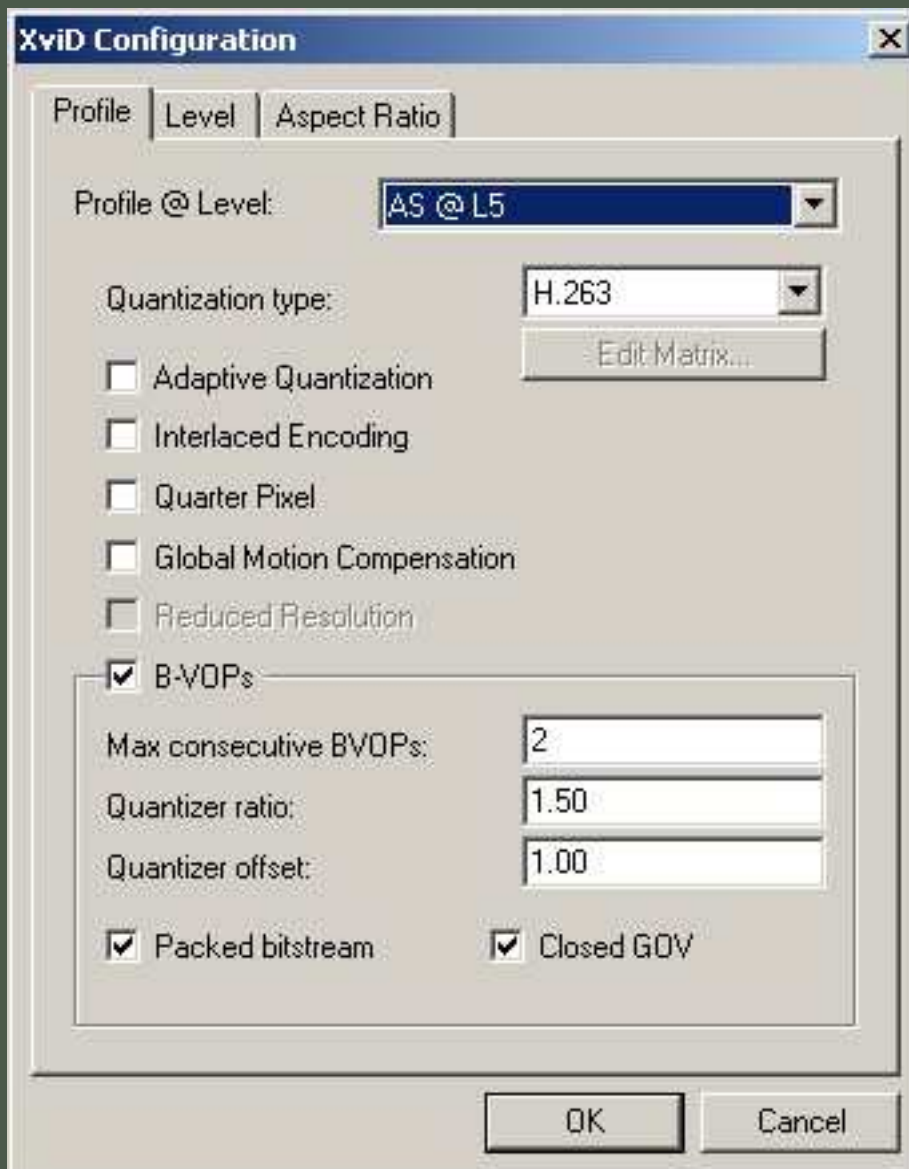 XviD Configuration
Profile Level Aspect Ratio
Profile @ Level: AS @ L5
Quantization type: H.263
Edit Matrix...
Adaptive Quantization
Interlaced Encoding
Quarter Pixel
Global Motion Compensation
Reduced Resolution
B-VOPs
Max consecutive BVOPs: 2
Quantizer ratio: 1.50
Quantizer offset: 1.00
Packed bitstream Closed GOV
OK Cancel